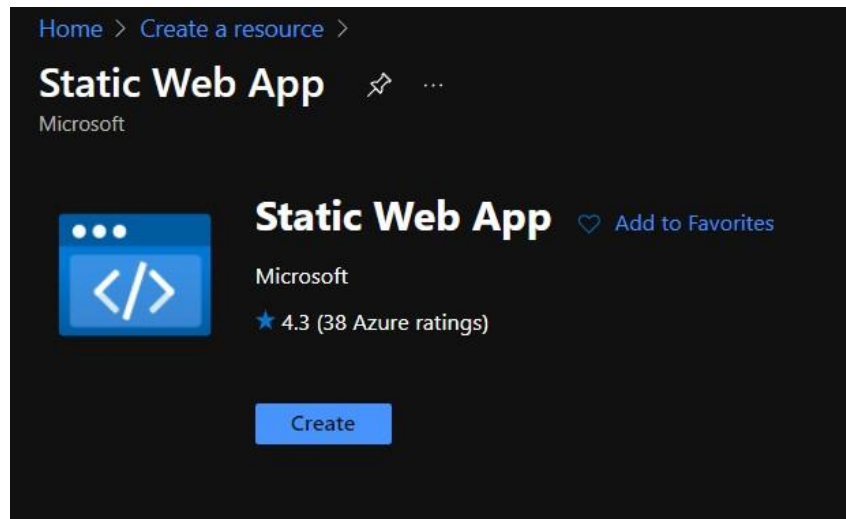 Home > Create a resource >
Static Web App ...
Microsoft
</>
Static Web App Add to Favorites
Microsoft
4.3 (38 Azure ratings)
Create